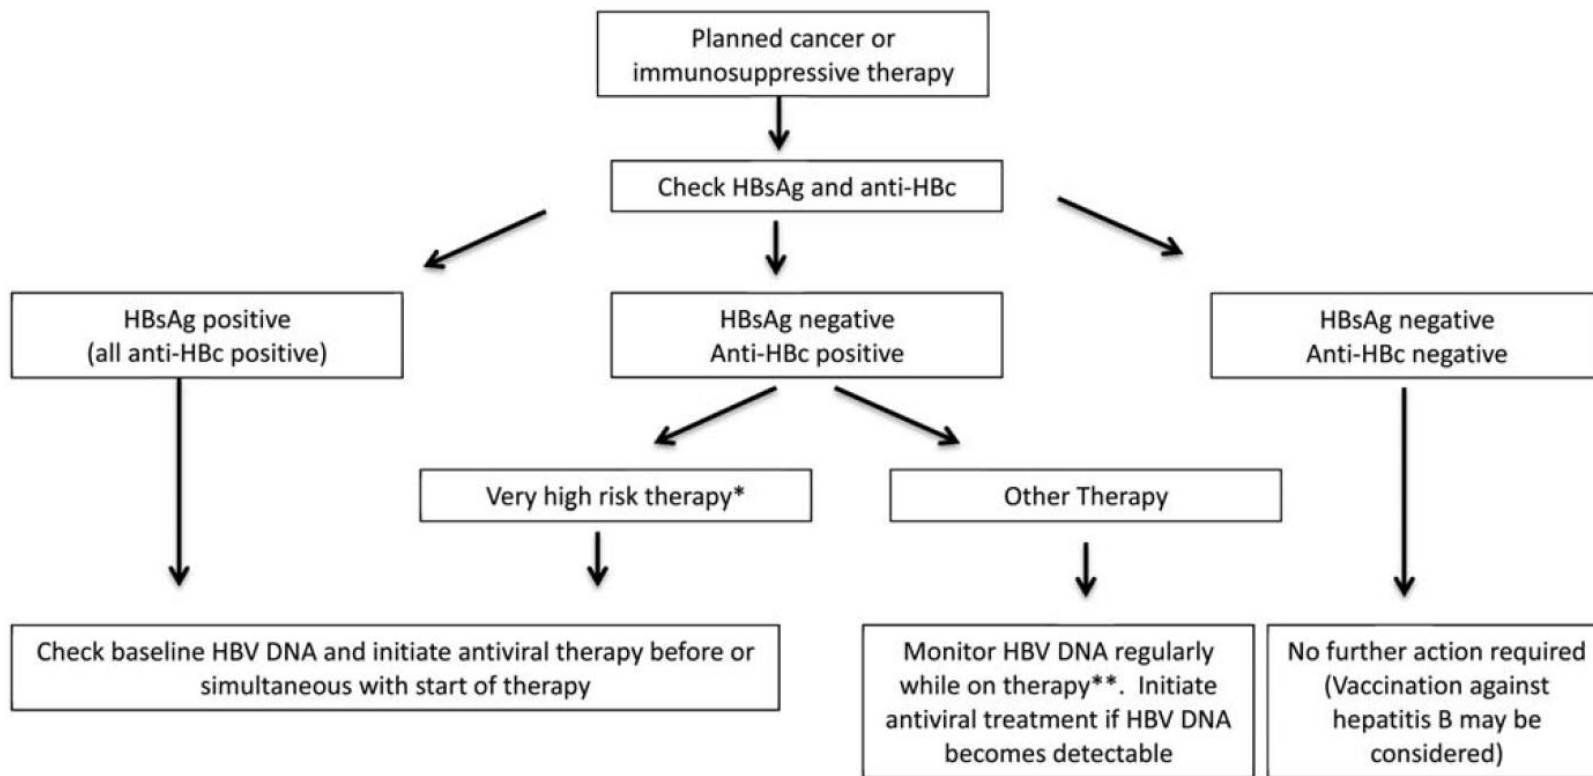 Planned cancer or
immunosuppressive therapy
Check HBsAg and anti-HBc
HBsAg positive
(all anti-HBc positive)
HBsAg negative
Anti-HBc positive
HBsAg negative
Anti-HBc negative
Very high risk therapy*
Other Therapy
Check baseline HBV DNA and initiate antiviral therapy before or
simultaneous with start of therapy
Monitor HBV DNA regularly
while on therapy**. Initiate
antiviral treatment if HBV DNA
becomes detectable
No further action required
(Vaccination against
hepatitis B may be
considered)